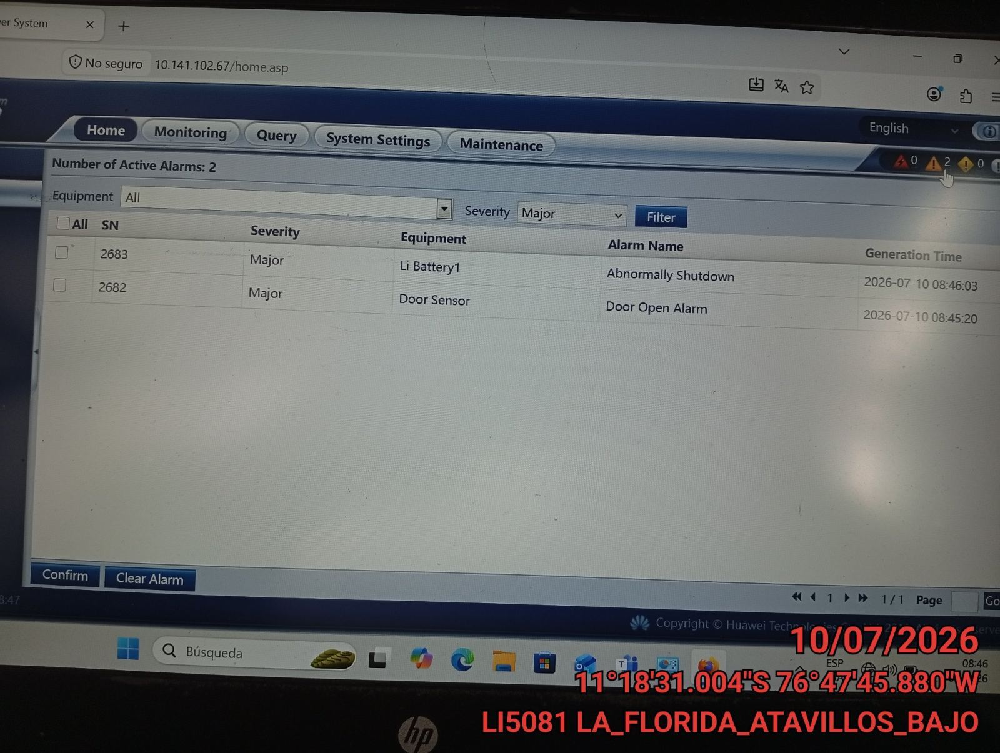 er System
No seguro 10.141.102.67/home.asp
Home Monitoring Query System Settings Maintenance
English
Number of Active Alarms: 2
0 2 0
Equipment All Severity Major Filter
All SN Severity Equipment Alarm Name Generation Time
2683 Major Li Battery1 Abnormally Shutdown 2026-07-10 08:46:03
2682 Major Door Sensor Door Open Alarm 2026-07-10 08:45:20
Confirm Clear Alarm
1 1 / 1 Page Go
8:47
Copyright © Huawei Technologies
10/07/2026
Búsqueda
ESP 08:46
11°18'31.004"S 76°47'45.880"W
LI5081 LA_FLORIDA_ATAVILLOS_BAJO
hp